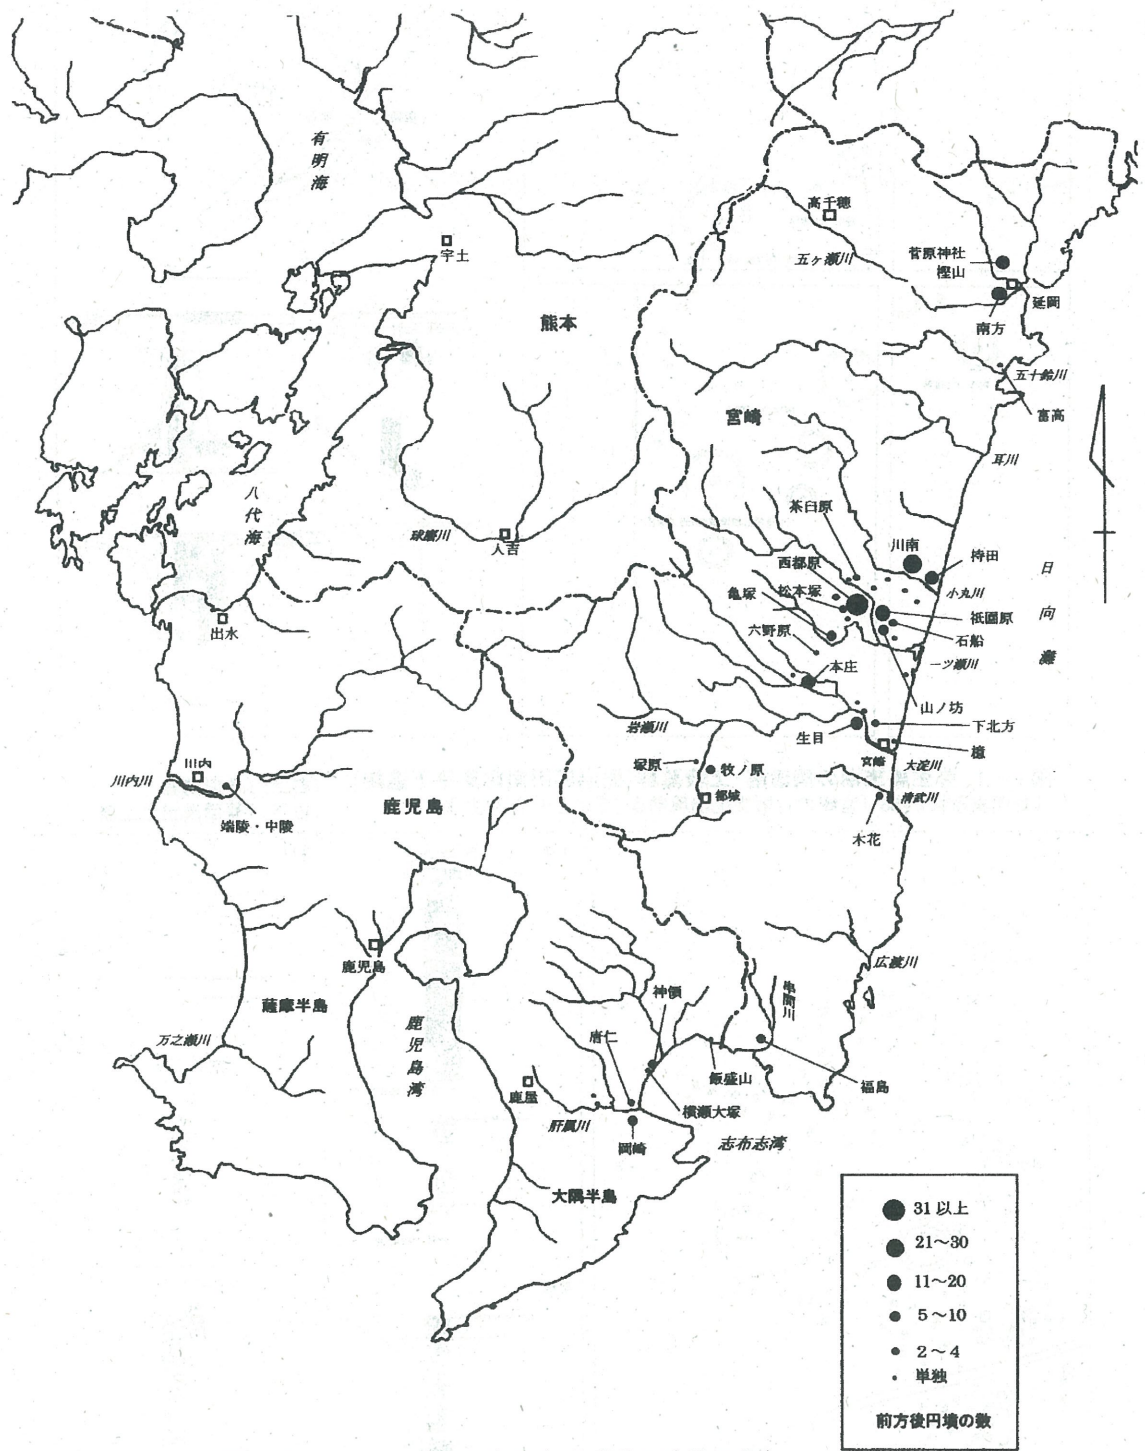 有明海
高千穂
菅原神社
樫山
宇土
五ヶ瀬川
延岡
南方
熊本
五十鈴川
宮崎
富高
耳川
八代海
茶臼原
球磨川
人吉
川南
持田
西都原
日向灘
亀塚
松本塚
小丸川
祇園原
出水
六野原
石船
本庄
一ツ瀬川
山ノ坊
岩瀬川
生目
下北方
檍
塚原
牧ノ原
宮崎
大淀川
川内川
川内
都城
清武川
鹿児島
端陵・中陵
木花
鹿児島
広渡川
神領
串間川
薩摩半島
万之瀬川
鹿児島湾
唐仁
飯盛山
鹿屋
福島
横瀬大塚
肝属川
岡崎
志布志湾
大隅半島
31以上
21～30
11～20
5～10
2～4
単独
前方後円墳の数